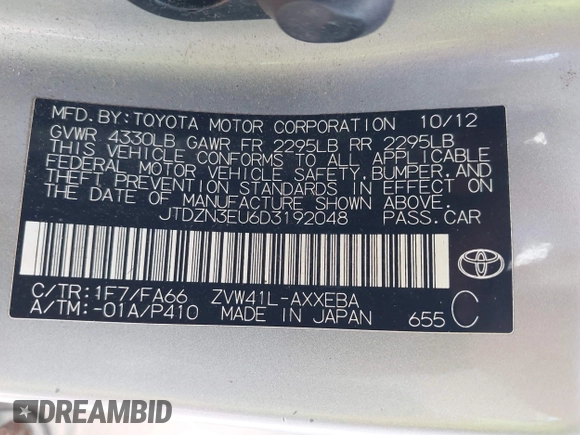 MFD. BY: TOYOTA MOTOR CORPORATION 10/12
GVWR 4330LB GAWR FR 2295LB RR 2295LB
THIS VEHICLE CONFORMS TO ALL APPLICABLE
FEDERAL MOTOR VEHICLE SAFETY, BUMPER, AND
THEFT PREVENTION STANDARDS IN EFFECT ON
THE DATE OF MANUFACTURE SHOWN ABOVE.
JTDZN3EU6D3192048 PASS. CAR
C/TR: 1F7/FA66 ZVW41L-AXXEBA
A/TM: -01A/P410 MADE IN JAPAN 655 C
DREAMBID